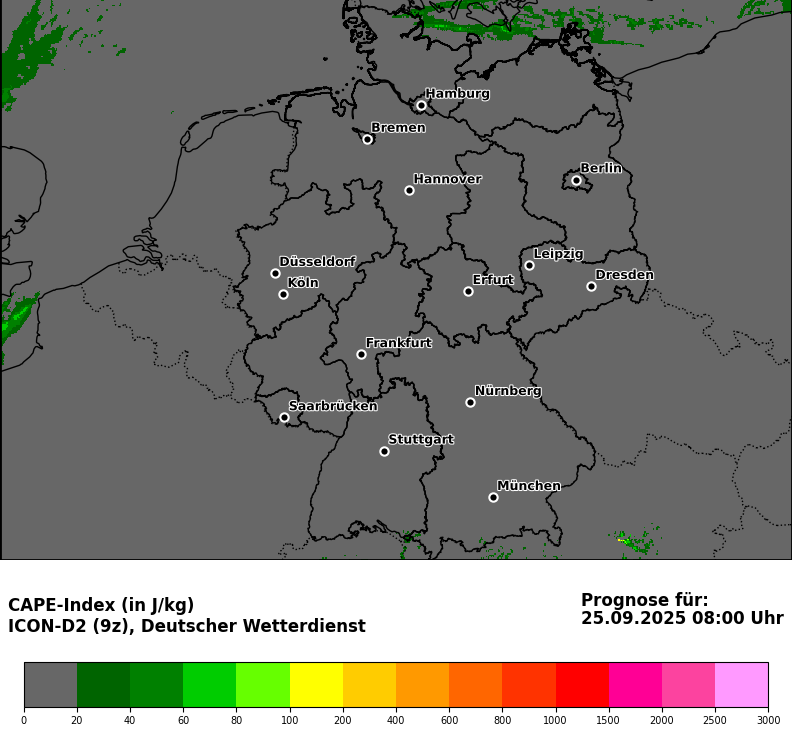 Hamburg
Bremen
Berlin
Hannover
Leipzig
Düsseldorf
Dresden
Köln
Erfurt
Frankfurt
Nürnberg
Saarbrücken
Stuttgart
München
CAPE-Index (in J/kg)
ICON-D2 (9z), Deutscher Wetterdienst
Prognose für:
25.09.2025 08:00 Uhr
0 20 40 60 80 100 200 400 600 800 1000 1500 2000 2500 3000